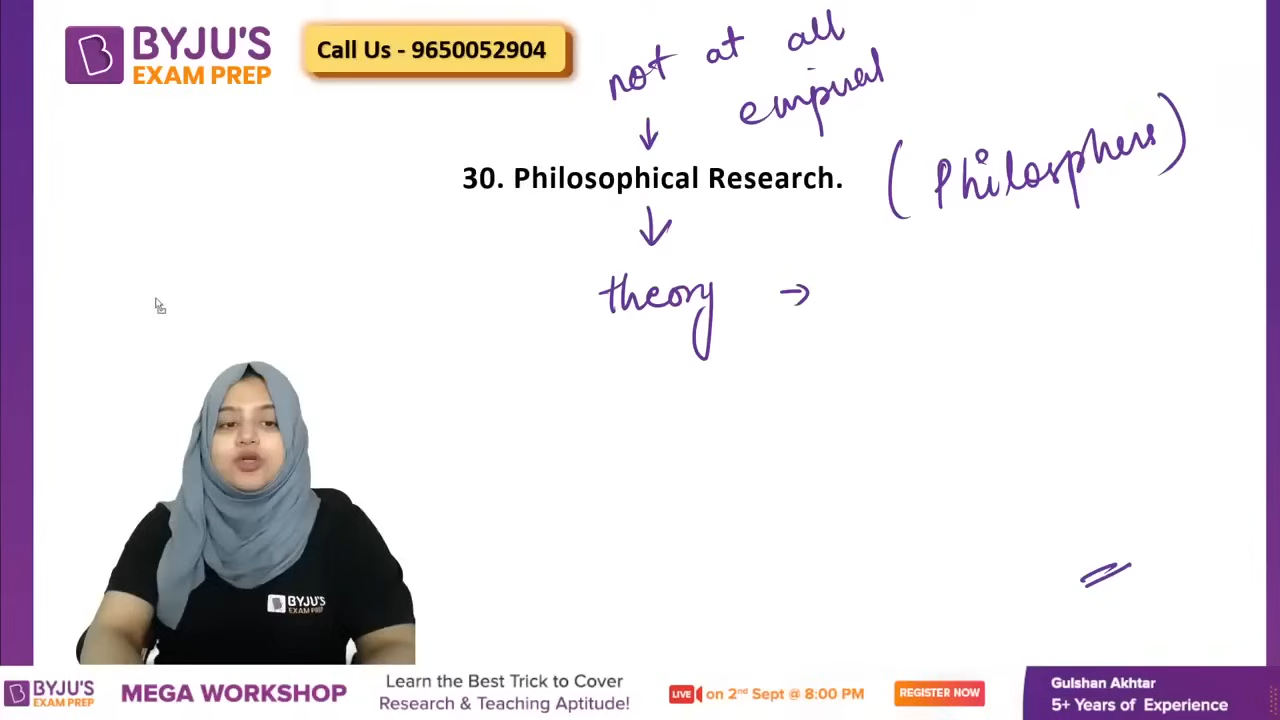 BYJU'S
EXAM PREP
Call Us - 9650052904
not at all
empirical
30. Philosophical Research.
(Philosphers)
theory →
BYJU'S
EXAM PREP
BYJU'S
EXAM PREP
MEGA WORKSHOP
Learn the Best Trick to Cover
Research & Teaching Aptitude!
LIVE on 2nd Sept @ 8:00 PM
REGISTER NOW
Gulshan Akhtar
5+ Years of Experience